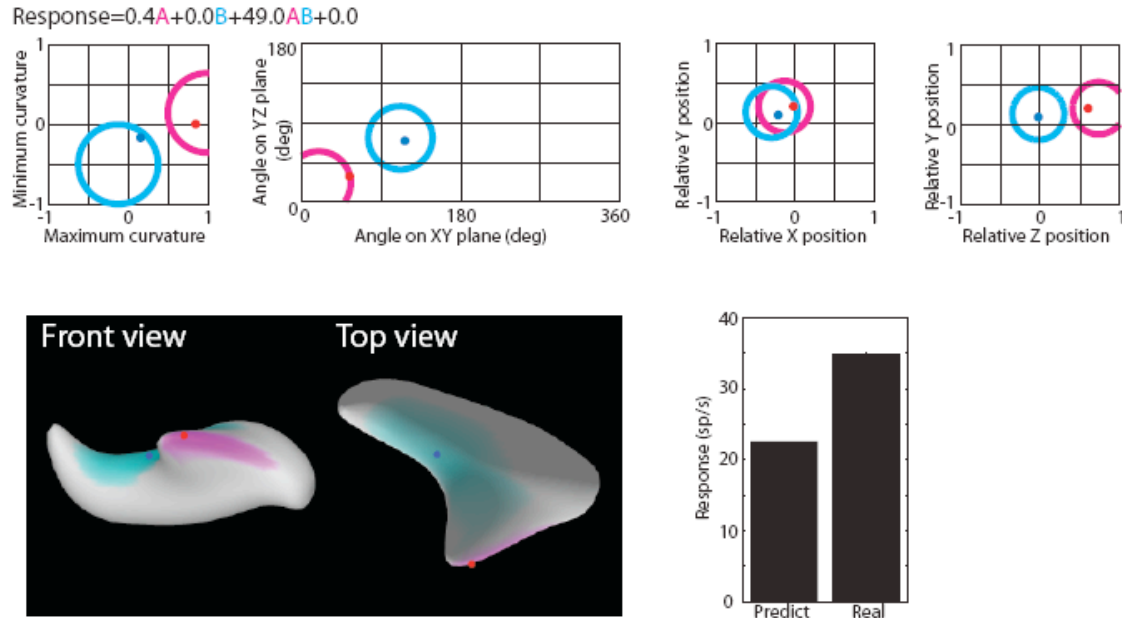 Response=0.4A+0.0B+49.0AB+0.0
1
0
-1
Minimum curvature
-1 0 1
Maximum curvature
180
0
Angle on YZ plane
(deg)
0 180 360
Angle on XY plane (deg)
1
0
-1
Relative Y position
-1 0 1
Relative X position
1
0
-1
Relative Y position
-1 0 1
Relative Z position
Front view
Top view
40
30
20
10
0
Response (sp/s)
Predict Real